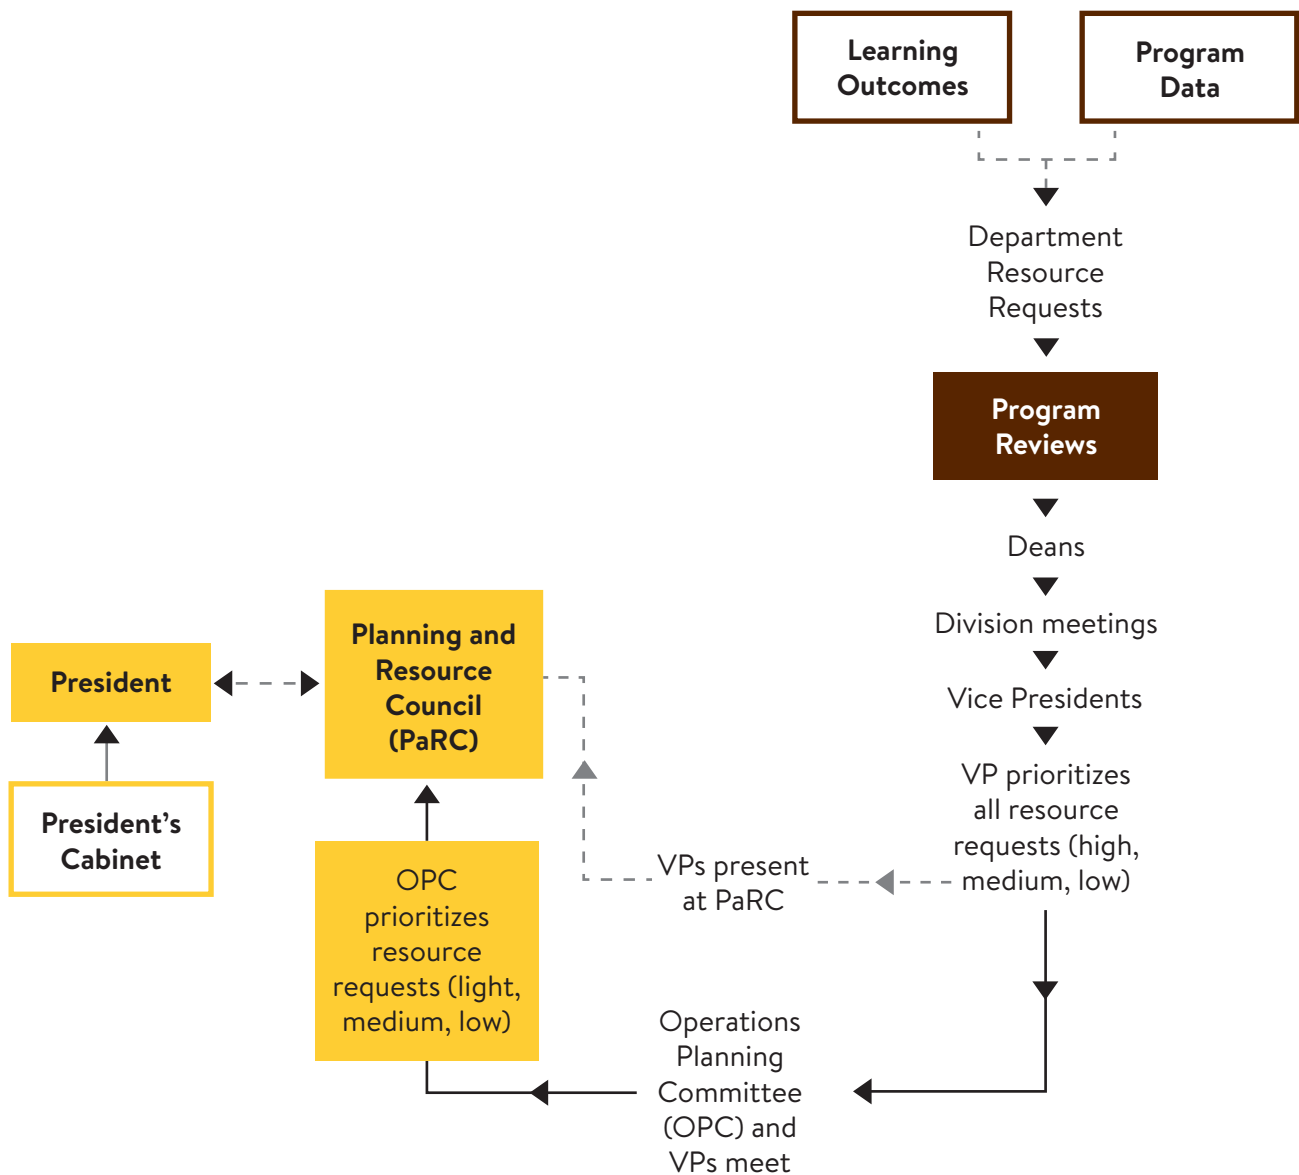 Learning
Outcomes
Program
Data
Department
Resource
Requests
Program
Reviews
Deans
Division meetings
Vice Presidents
VP prioritizes
all resource
requests (high,
medium, low)
VPs present
at PaRC
Operations
Planning
Committee
(OPC) and
VPs meet
OPC
prioritizes
resource
requests (light,
medium, low)
Planning and
Resource
Council
(PaRC)
President
President’s
Cabinet